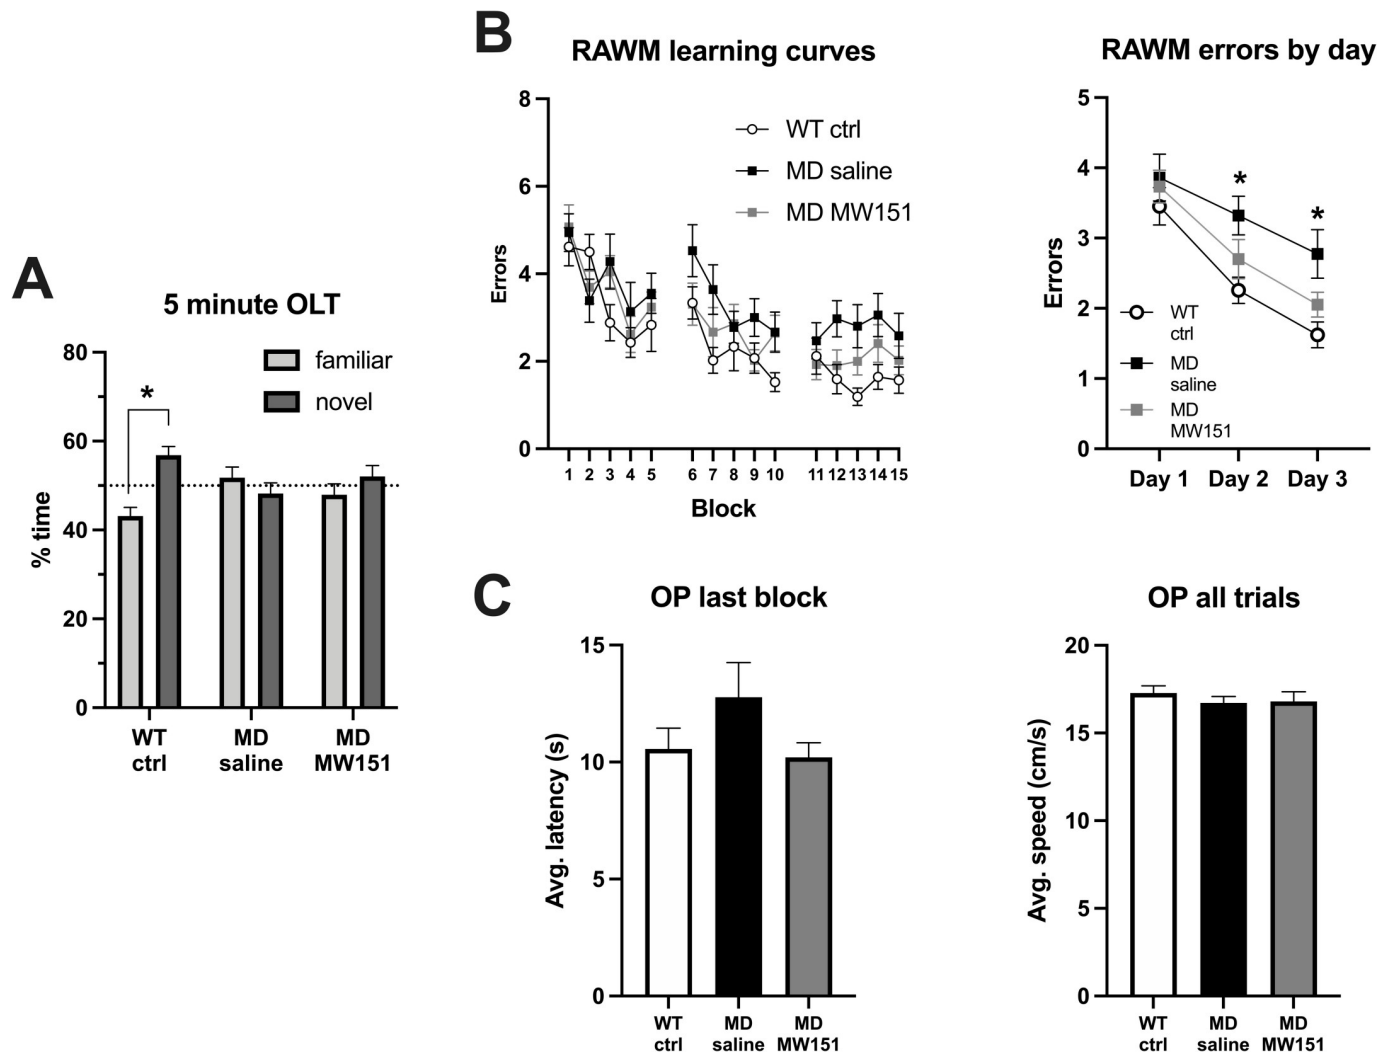 A
5 minute OLT
familiar
novel
*
80
60
40
20
0
% time
WT
ctrl
MD
saline
MD
MW151
B
RAWM learning curves
WT ctrl
MD saline
MD MW151
8
6
4
2
0
Errors
1 2 3 4 5 6 7 8 9 10 11 12 13 14 15
Block
RAWM errors by day
5
4
3
2
1
0
Errors
*
*
WT
ctrl
MD
saline
MD
MW151
Day 1 Day 2 Day 3
C
OP last block
15
10
5
0
Avg. latency (s)
WT
ctrl
MD
saline
MD
MW151
OP all trials
20
15
10
5
0
Avg. speed (cm/s)
WT
ctrl
MD
saline
MD
MW151